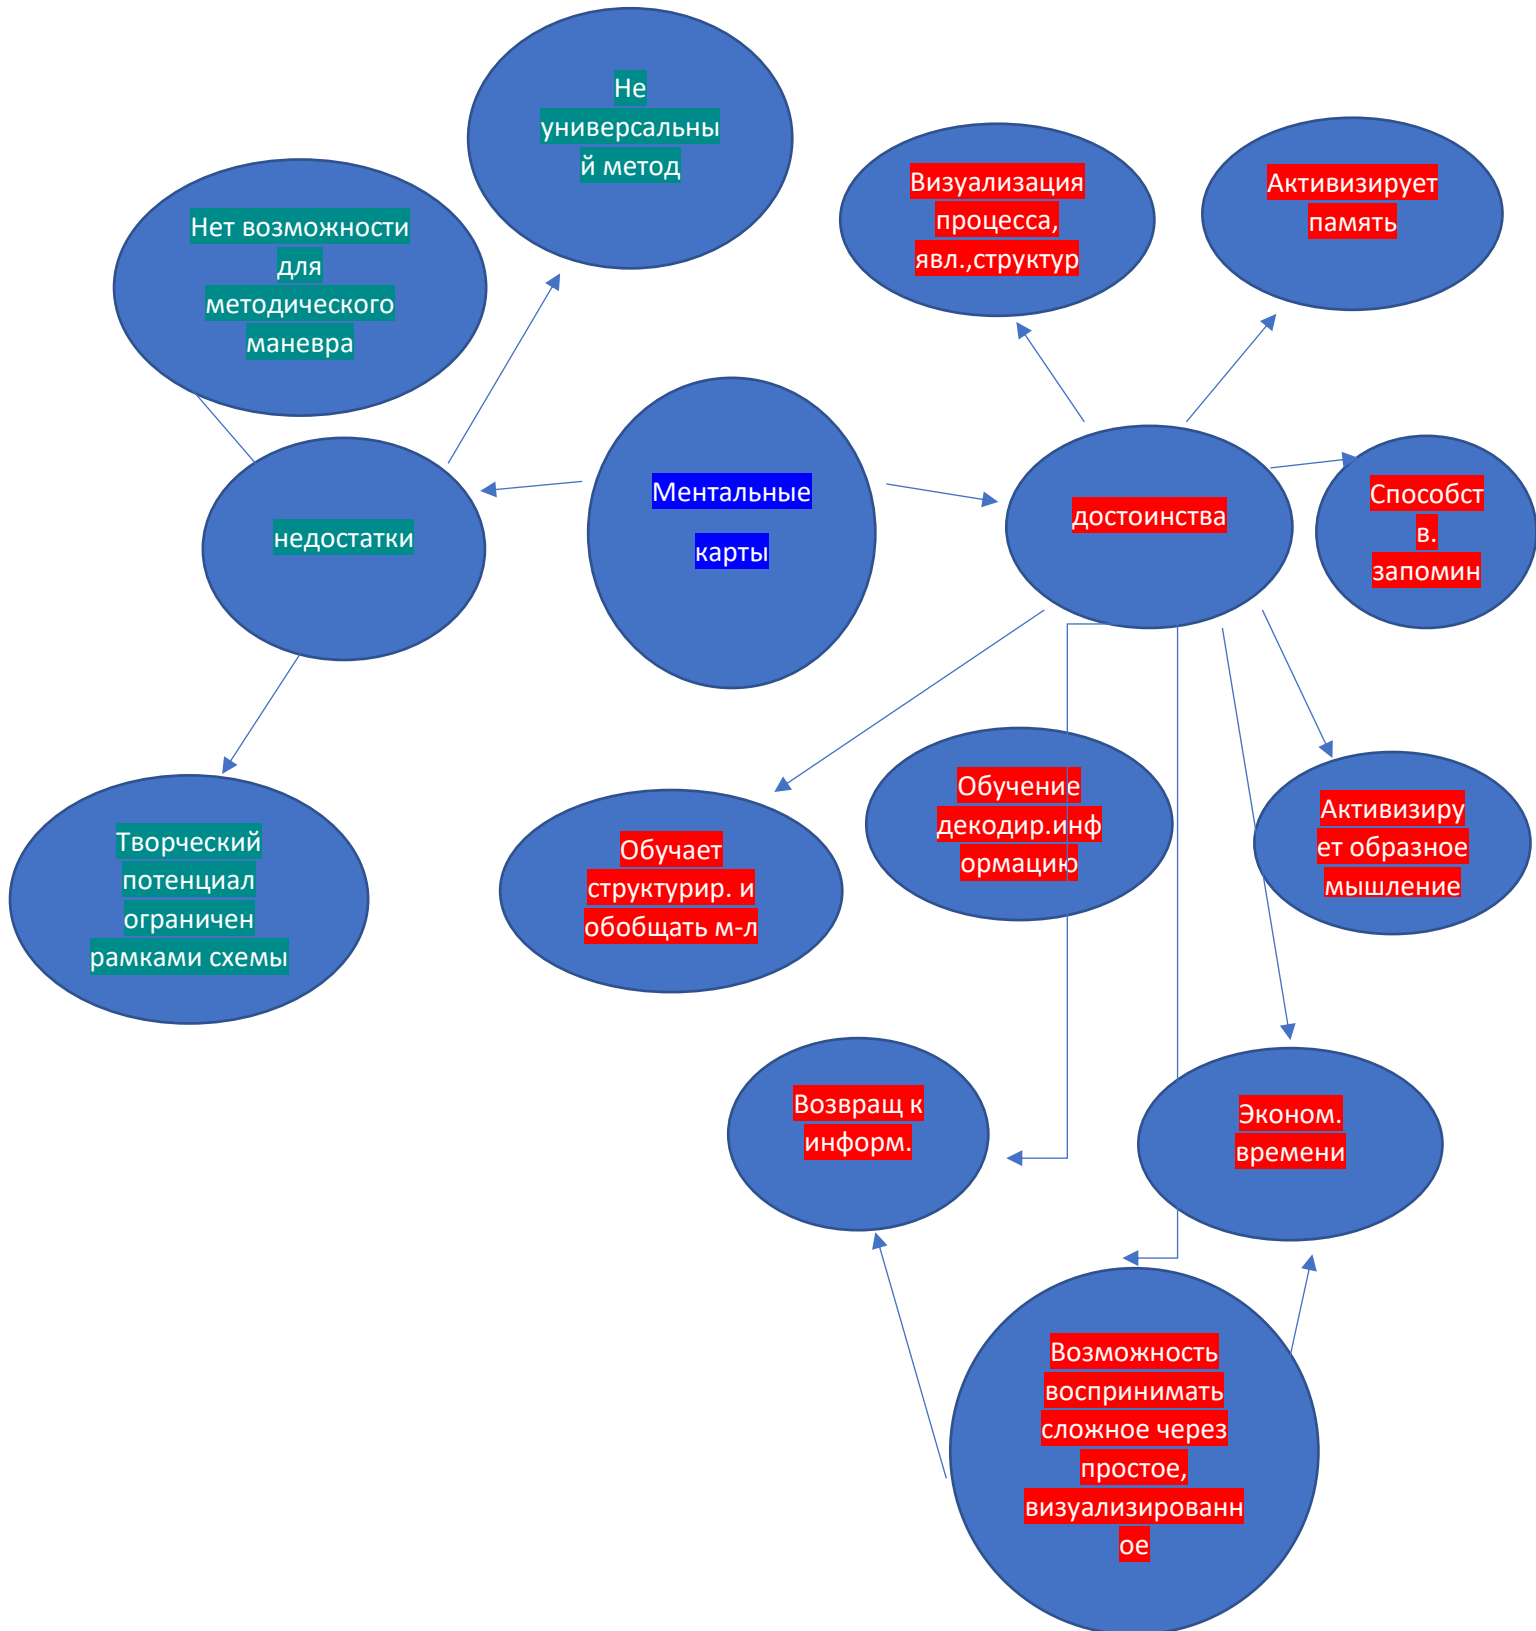 Не
универсальны
й метод
Нет возможности
для
методического
маневра
Визуализация
процесса,
явл.,структур
Активизирует
память
Ментальные
карты
недостатки
достоинства
Способст
в.
запомин
Творческий
потенциал
ограничен
рамками схемы
Обучает
структурир. и
обобщать м-л
Обучение
декодир.инф
ормацию
Активизиру
ет образное
мышление
Возвращ к
информ.
Эконом.
времени
Возможность
воспринимать
сложное через
простое,
визуализированн
ое